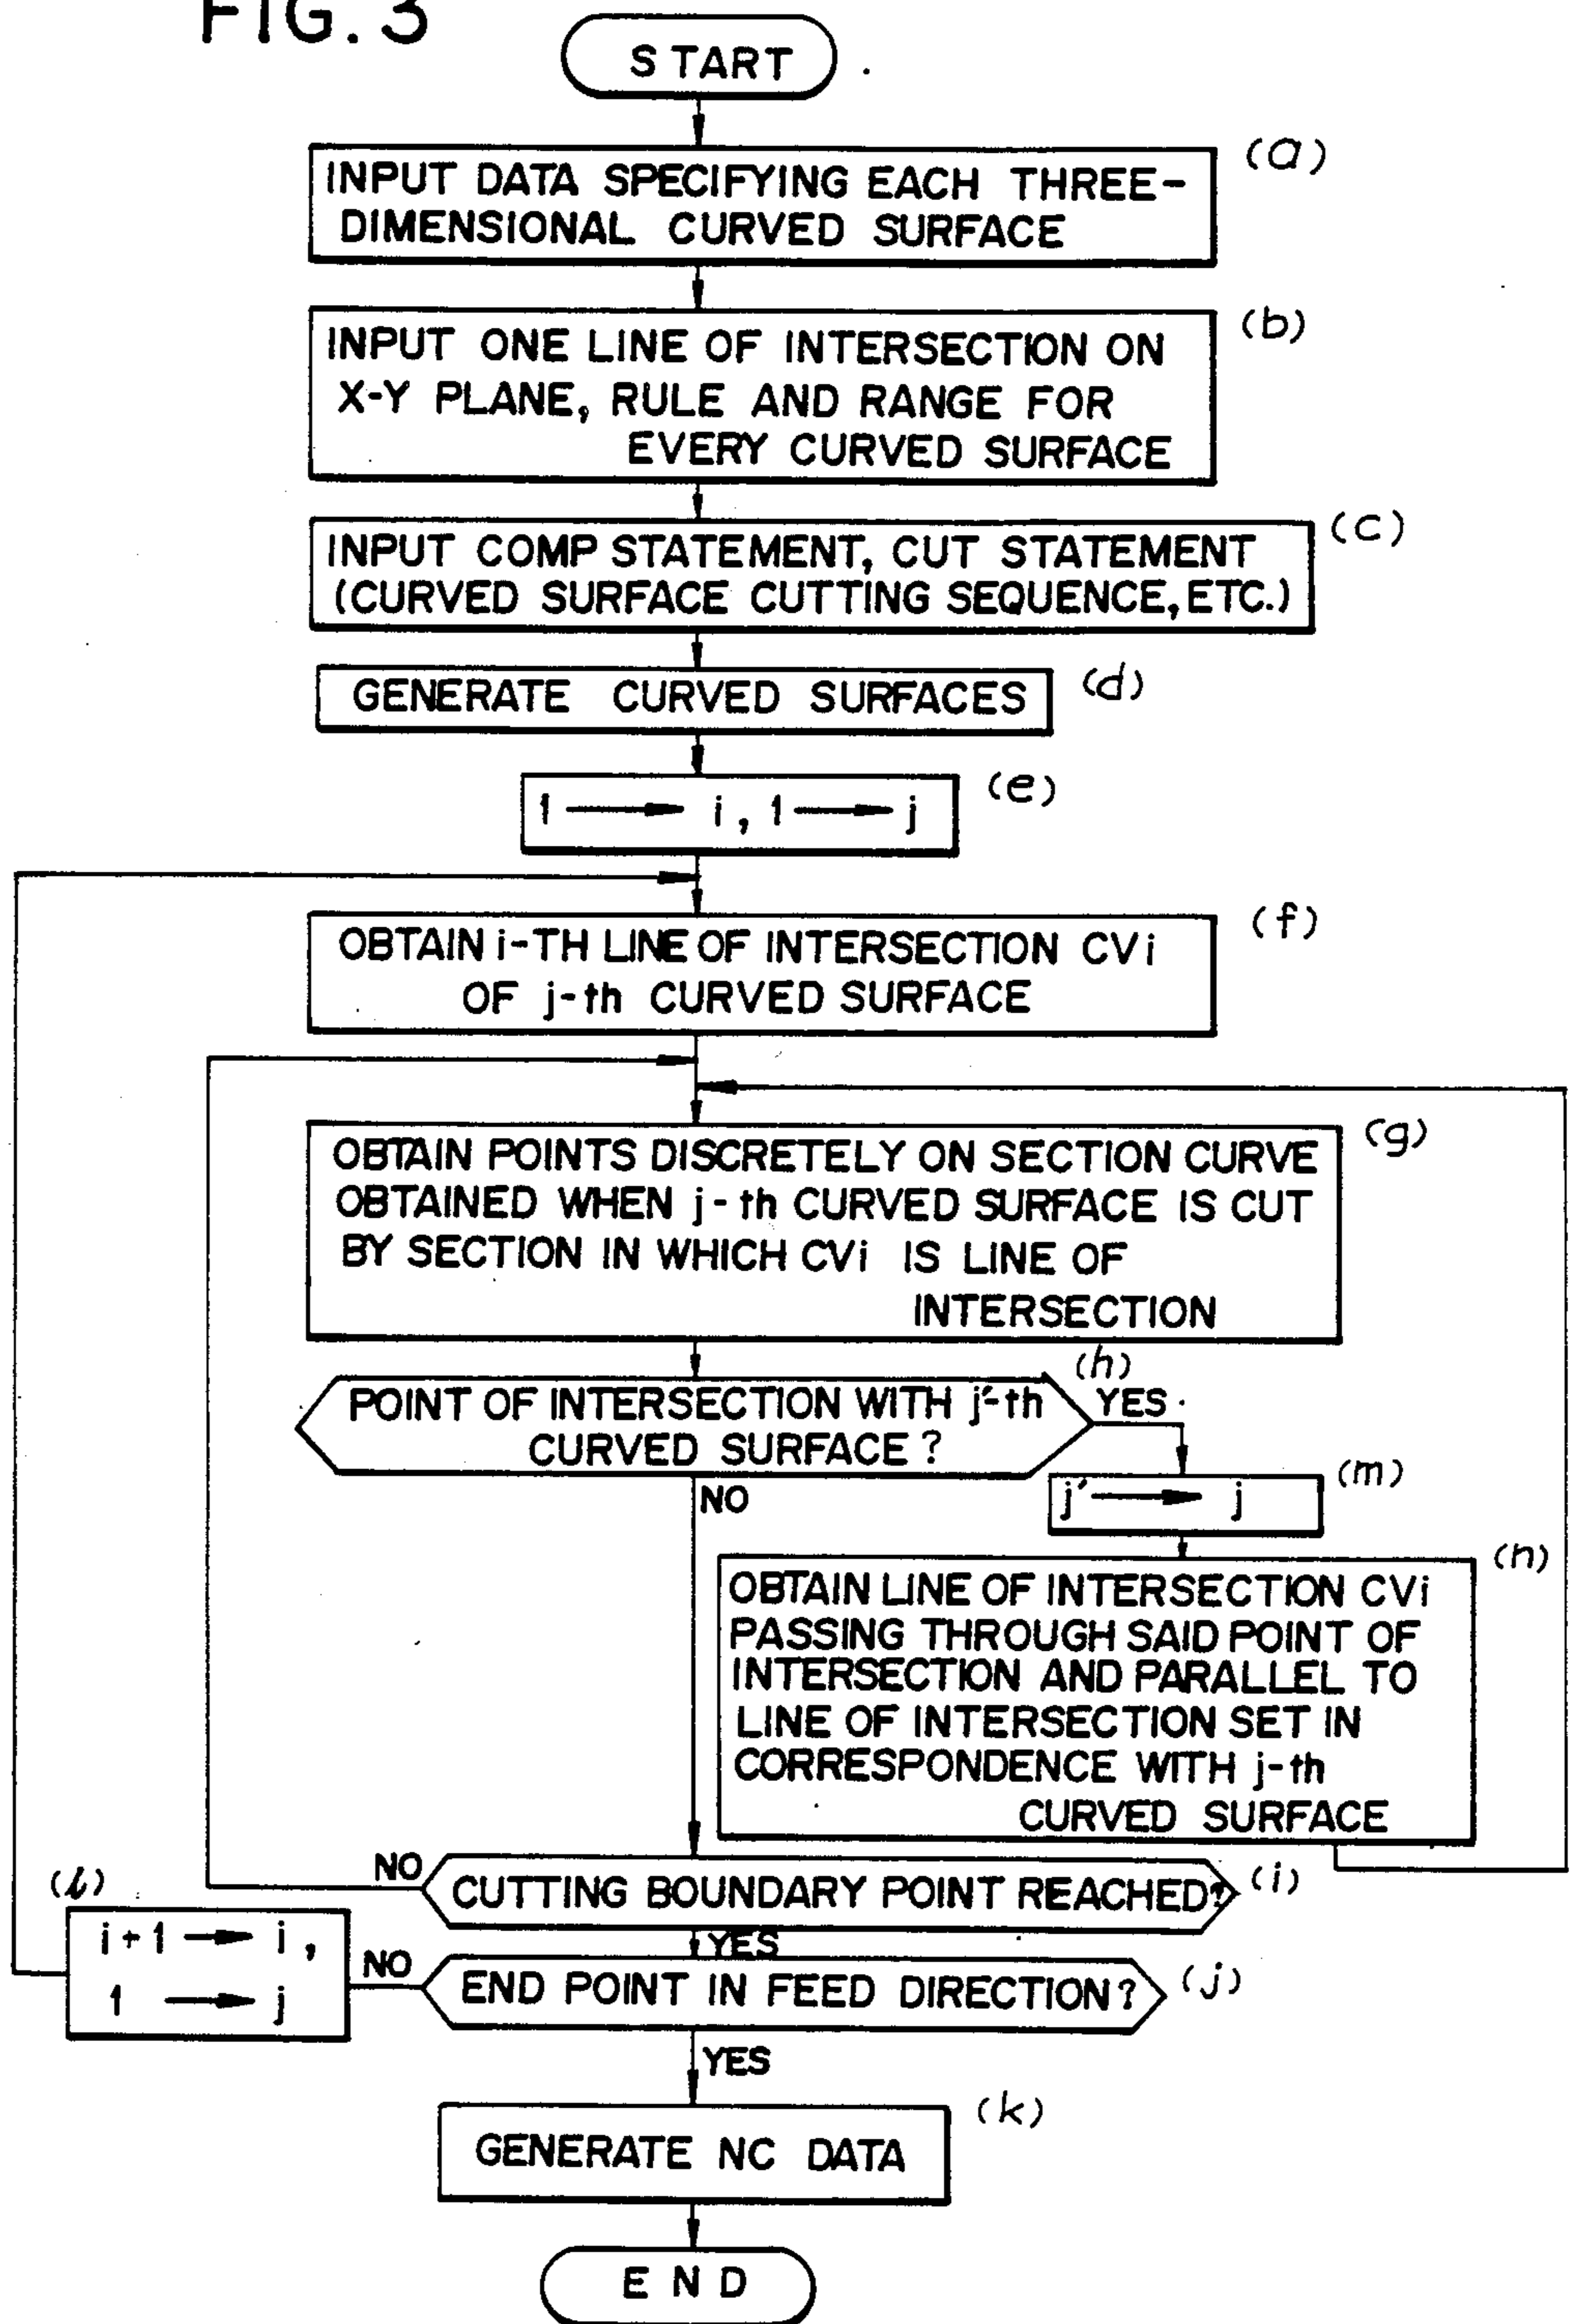 FIG. 3
START
(a)
INPUT DATA SPECIFYING EACH THREE-
DIMENSIONAL CURVED SURFACE
(b)
INPUT ONE LINE OF INTERSECTION ON
X-Y PLANE, RULE AND RANGE FOR
EVERY CURVED SURFACE
(c)
INPUT COMP STATEMENT, CUT STATEMENT
(CURVED SURFACE CUTTING SEQUENCE, ETC.)
(d)
GENERATE CURVED SURFACES
(e)
1 → i, 1 → j
(f)
OBTAIN i-TH LINE OF INTERSECTION CVi
OF j-th CURVED SURFACE
(g)
OBTAIN POINTS DISCRETELY ON SECTION CURVE
OBTAINED WHEN j-th CURVED SURFACE IS CUT
BY SECTION IN WHICH CVi IS LINE OF
INTERSECTION
(h)
POINT OF INTERSECTION WITH j'-th
CURVED SURFACE?
YES
NO
(m)
j' → j
(n)
OBTAIN LINE OF INTERSECTION CVi
PASSING THROUGH SAID POINT OF
INTERSECTION AND PARALLEL TO
LINE OF INTERSECTION SET IN
CORRESPONDENCE WITH j-th
CURVED SURFACE
NO
CUTTING BOUNDARY POINT REACHED?
(i)
YES
(l)
i+1 → i,
1 → j
NO
END POINT IN FEED DIRECTION?
(j)
YES
(k)
GENERATE NC DATA
END